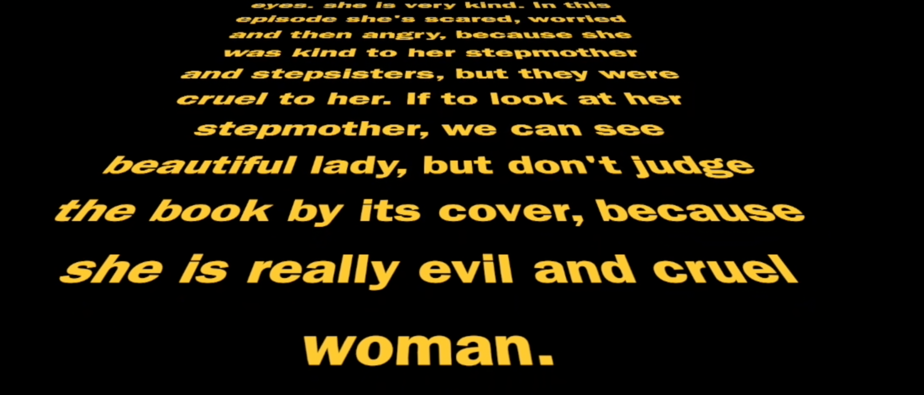 eyes. she is very kind. In this
episode she's scared, worried
and then angry, because she
was kind to her stepmother
and stepsisters, but they were
cruel to her. If to look at her
stepmother, we can see
beautiful lady, but don't judge
the book by its cover, because
she is really evil and cruel
woman.